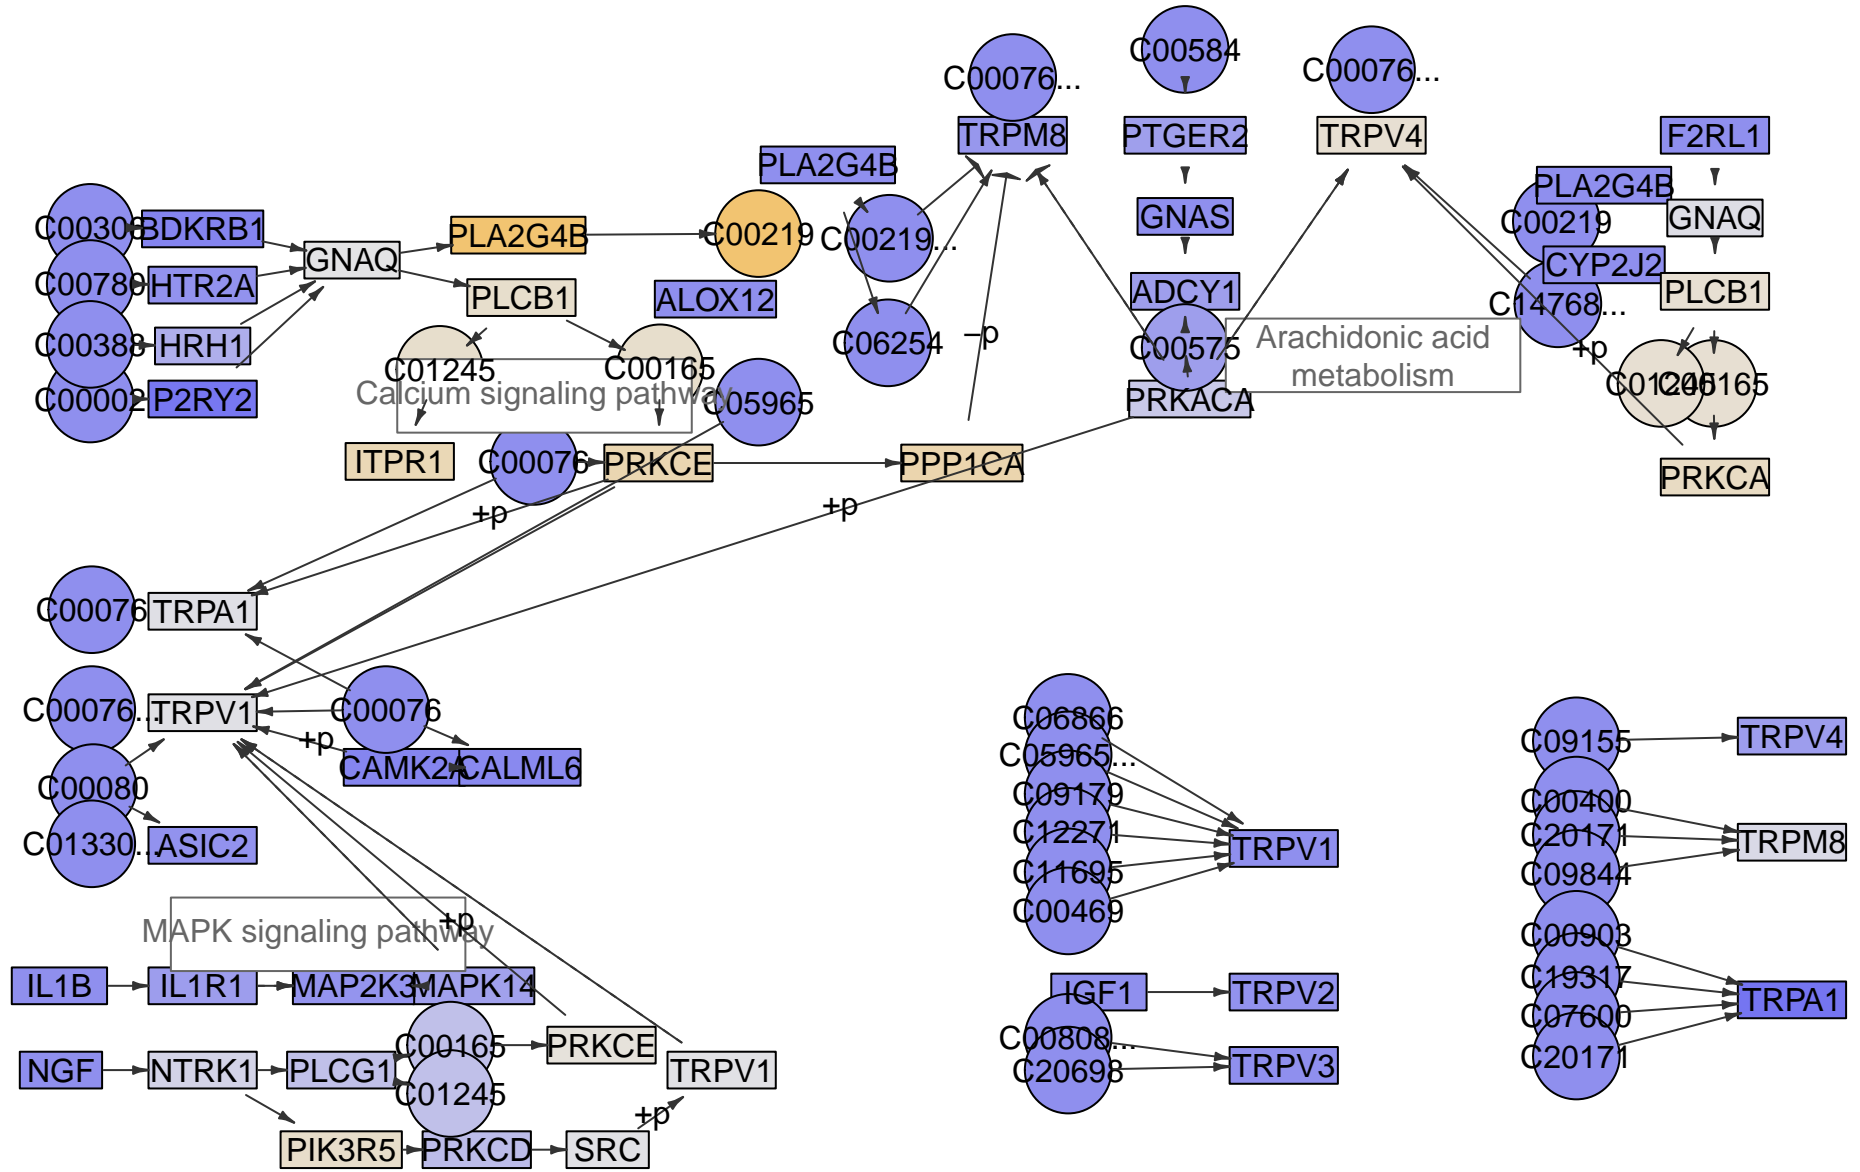 C00584
C00076...
C00076...
TRPM8
PTGER2
TRPV4
F2RL1
PLA2G4B
PLA2G4B
C00219
GNAQ
GNAS
BDKRB1
PLA2G4B
C00219
C00219...
GNAQ
C00780
HTR2A
PLCB1
ALOX12
ADCY1
CYP2J2
PLCB1
C14768...
C00388
HRH1
C06254
–p
C00575
Arachidonic acid
metabolism
+p
C01245
C00165
Calcium signaling pathway
C00002
P2RY2
C05965
PRKACA
C01245
C00165
ITPR1
C00076
PRKCE
PPP1CA
PRKCA
+p
+p
C00076
TRPA1
C00076...
TRPV1
C00076
+p
CAMK2A
CALML6
C00080
C01330...
ASIC2
C06866
C05965...
C09179
C12271
C11695
C00469
TRPV1
C09155
TRPV4
C00400
C20171
C09844
TRPM8
MAPK signaling pathway
+p
IL1B
IL1R1
MAP2K3
MAPK14
IGF1
TRPV2
C00903
C19317
C07600
C20171
TRPA1
C00808...
C20698
TRPV3
C00165
PRKCE
NGF
NTRK1
PLCG1
C01245
TRPV1
+p
PIK3R5
PRKCD
SRC